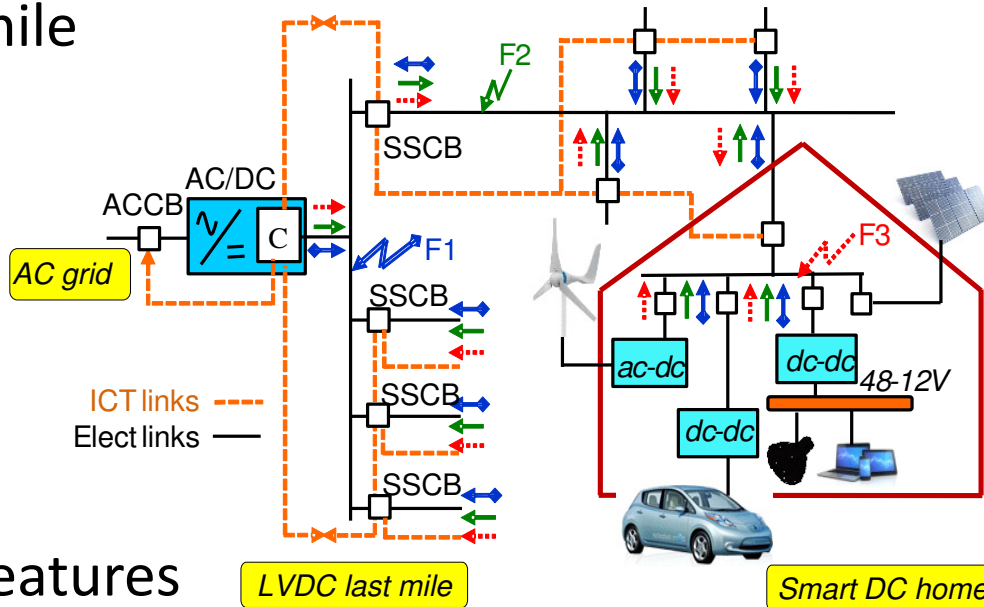 nile
F2
SSCB
AC/DC
ACCB
C
F1
F3
AC grid
SSCB
ac-dc
dc-dc
48-12V
ICT links
SSCB
Elect links
dc-dc
SSCB
eatures
LVDC last mile
Smart DC home